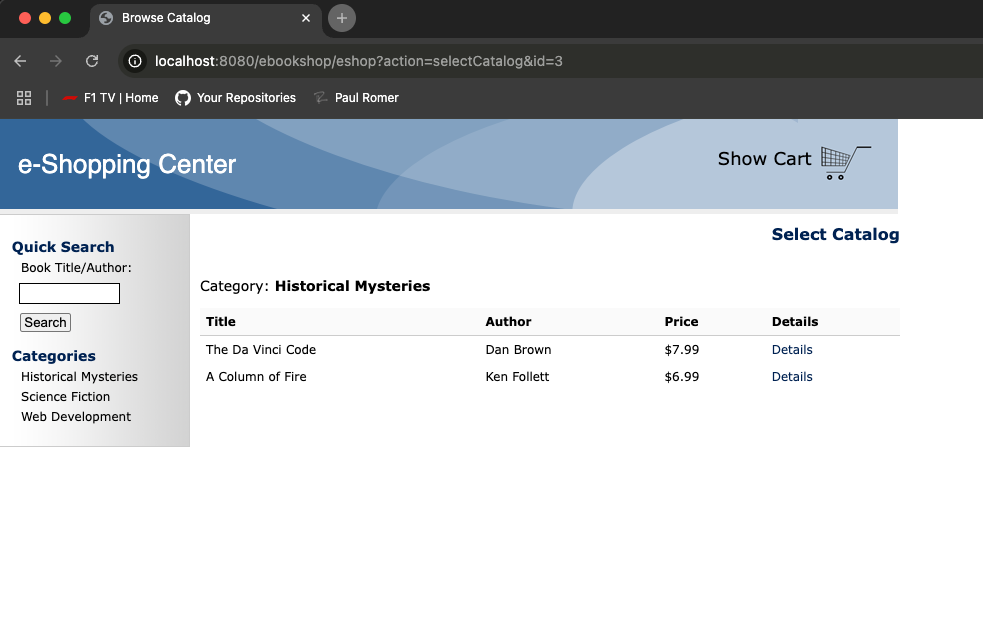 Browse Catalog
localhost:8080/ebookshop/eshop?action=selectCatalog&id=3
F1 TV | Home Your Repositories Paul Romer
e-Shopping Center
Show Cart
Quick Search
Book Title/Author:
Search
Categories
Historical Mysteries
Science Fiction
Web Development
Select Catalog
Category: Historical Mysteries
Title Author Price Details
The Da Vinci Code Dan Brown $7.99 Details
A Column of Fire Ken Follett $6.99 Details